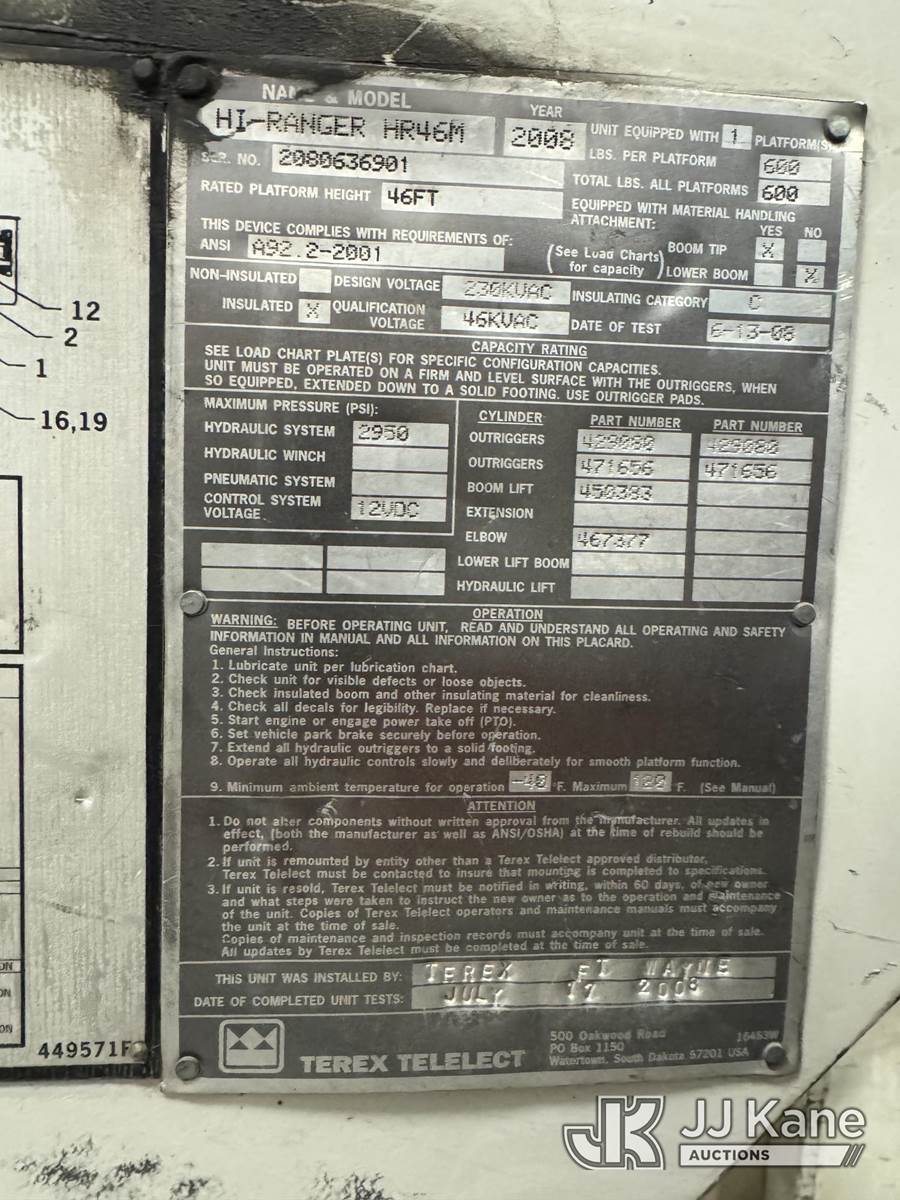 NAME & MODEL
YEAR
HI-RANGER HR46M
2008
UNIT EQUIPPED WITH 1 PLATFORM(S)
SER. NO. 2080636901
LBS. PER PLATFORM 600
TOTAL LBS. ALL PLATFORMS 600
RATED PLATFORM HEIGHT 46FT
EQUIPPED WITH MATERIAL HANDLING
ATTACHMENT: YES NO
THIS DEVICE COMPLIES WITH REQUIREMENTS OF:
ANSI A92.2-2001
(See Load Charts for capacity)
BOOM TIP X
LOWER BOOM X
NON-INSULATED
DESIGN VOLTAGE 230KVAC
INSULATING CATEGORY C
INSULATED X
QUALIFICATION VOLTAGE 46KVAC
DATE OF TEST 6-13-08
CAPACITY RATING
SEE LOAD CHART PLATE(S) FOR SPECIFIC CONFIGURATION CAPACITIES.
UNIT MUST BE OPERATED ON A FIRM AND LEVEL SURFACE WITH THE OUTRIGGERS, WHEN
SO EQUIPPED, EXTENDED DOWN TO A SOLID FOOTING. USE OUTRIGGER PADS.
MAXIMUM PRESSURE (PSI):
HYDRAULIC SYSTEM 2950
HYDRAULIC WINCH
PNEUMATIC SYSTEM
CONTROL SYSTEM
VOLTAGE 12VDC
CYLINDER PART NUMBER PART NUMBER
OUTRIGGERS 429080 429080
OUTRIGGERS 471656 471656
BOOM LIFT 450383
EXTENSION
ELBOW 467377
LOWER LIFT BOOM
HYDRAULIC LIFT
OPERATION
WARNING: BEFORE OPERATING UNIT, READ AND UNDERSTAND ALL OPERATING AND SAFETY
INFORMATION IN MANUAL AND ALL INFORMATION ON THIS PLACARD.
General Instructions:
1. Lubricate unit per lubrication chart.
2. Check unit for visible defects or loose objects.
3. Check insulated boom and other insulating material for cleanliness.
4. Check all decals for legibility. Replace if necessary.
5. Start engine or engage power take off (PTO).
6. Set vehicle park brake securely before operation.
7. Extend all hydraulic outriggers to a solid footing.
8. Operate all hydraulic controls slowly and deliberately for smooth platform function.
9. Minimum ambient temperature for operation -40 °F. Maximum 120 °F. (See Manual)
ATTENTION
1. Do not alter components without written approval from the manufacturer. All updates in
effect, (both the manufacturer as well as ANSI/OSHA) at the time of rebuild should be
performed.
2. If unit is remounted by entity other than a Terex Telelect approved distributor,
Terex Telelect must be contacted to insure that mounting is completed to specifications.
3. If unit is resold, Terex Telelect must be notified in writing, within 60 days, of new owner
and what steps were taken to instruct the new owner as to the operation and maintenance
of the unit. Copies of Terex Telelect operators and maintenance manuals must accompany
the unit at the time of sale.
Copies of maintenance and inspection records must accompany unit at the time of sale.
All updates by Terex Telelect must be completed at the time of sale.
THIS UNIT WAS INSTALLED BY: TEREX FT WAYNE
DATE OF COMPLETED UNIT TESTS: JULY 17 2008
TEREX TELELECT
500 Oakwood Road
PO Box 1150
Watertown, South Dakota 57201 USA
16453W
12
2
1
16,19
ON
ON
ON
449571F
JK JJ Kane
AUCTIONS